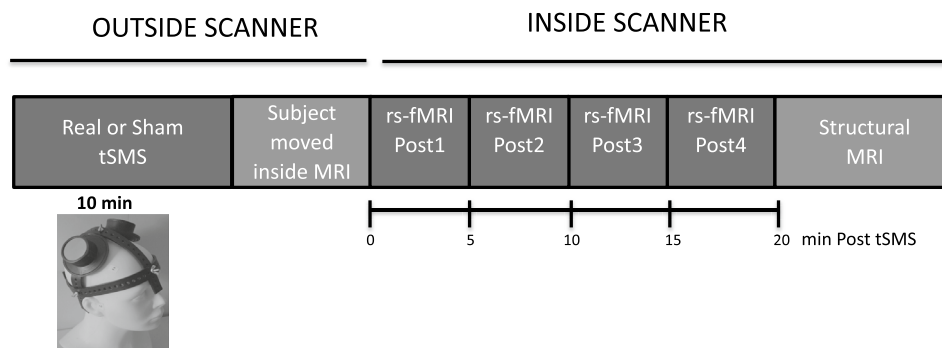 OUTSIDE SCANNER
INSIDE SCANNER
Real or Sham
tSMS
Subject
moved
inside MRI
rs-fMRI
Post1
rs-fMRI
Post2
rs-fMRI
Post3
rs-fMRI
Post4
Structural
MRI
10 min
0 5 10 15 20 min Post tSMS